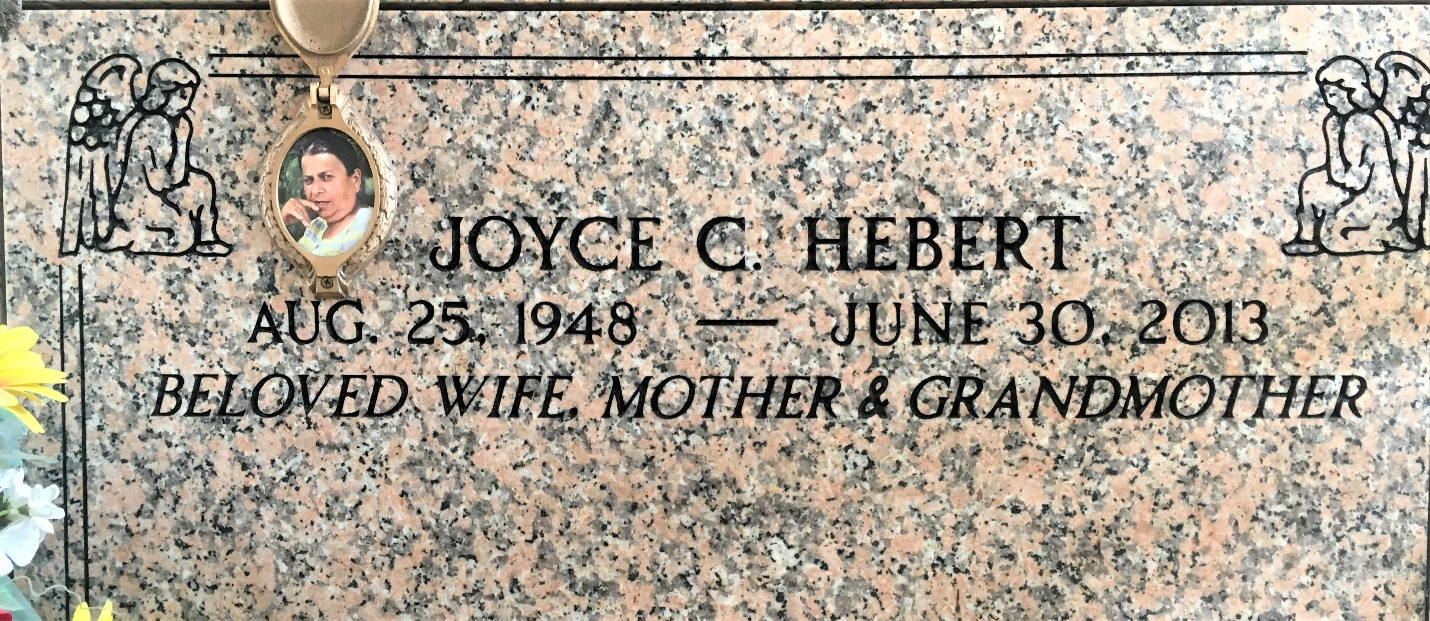 JOYCE C. HEBERT
AUG. 25, 1948 — JUNE 30, 2013
BELOVED WIFE, MOTHER & GRANDMOTHER